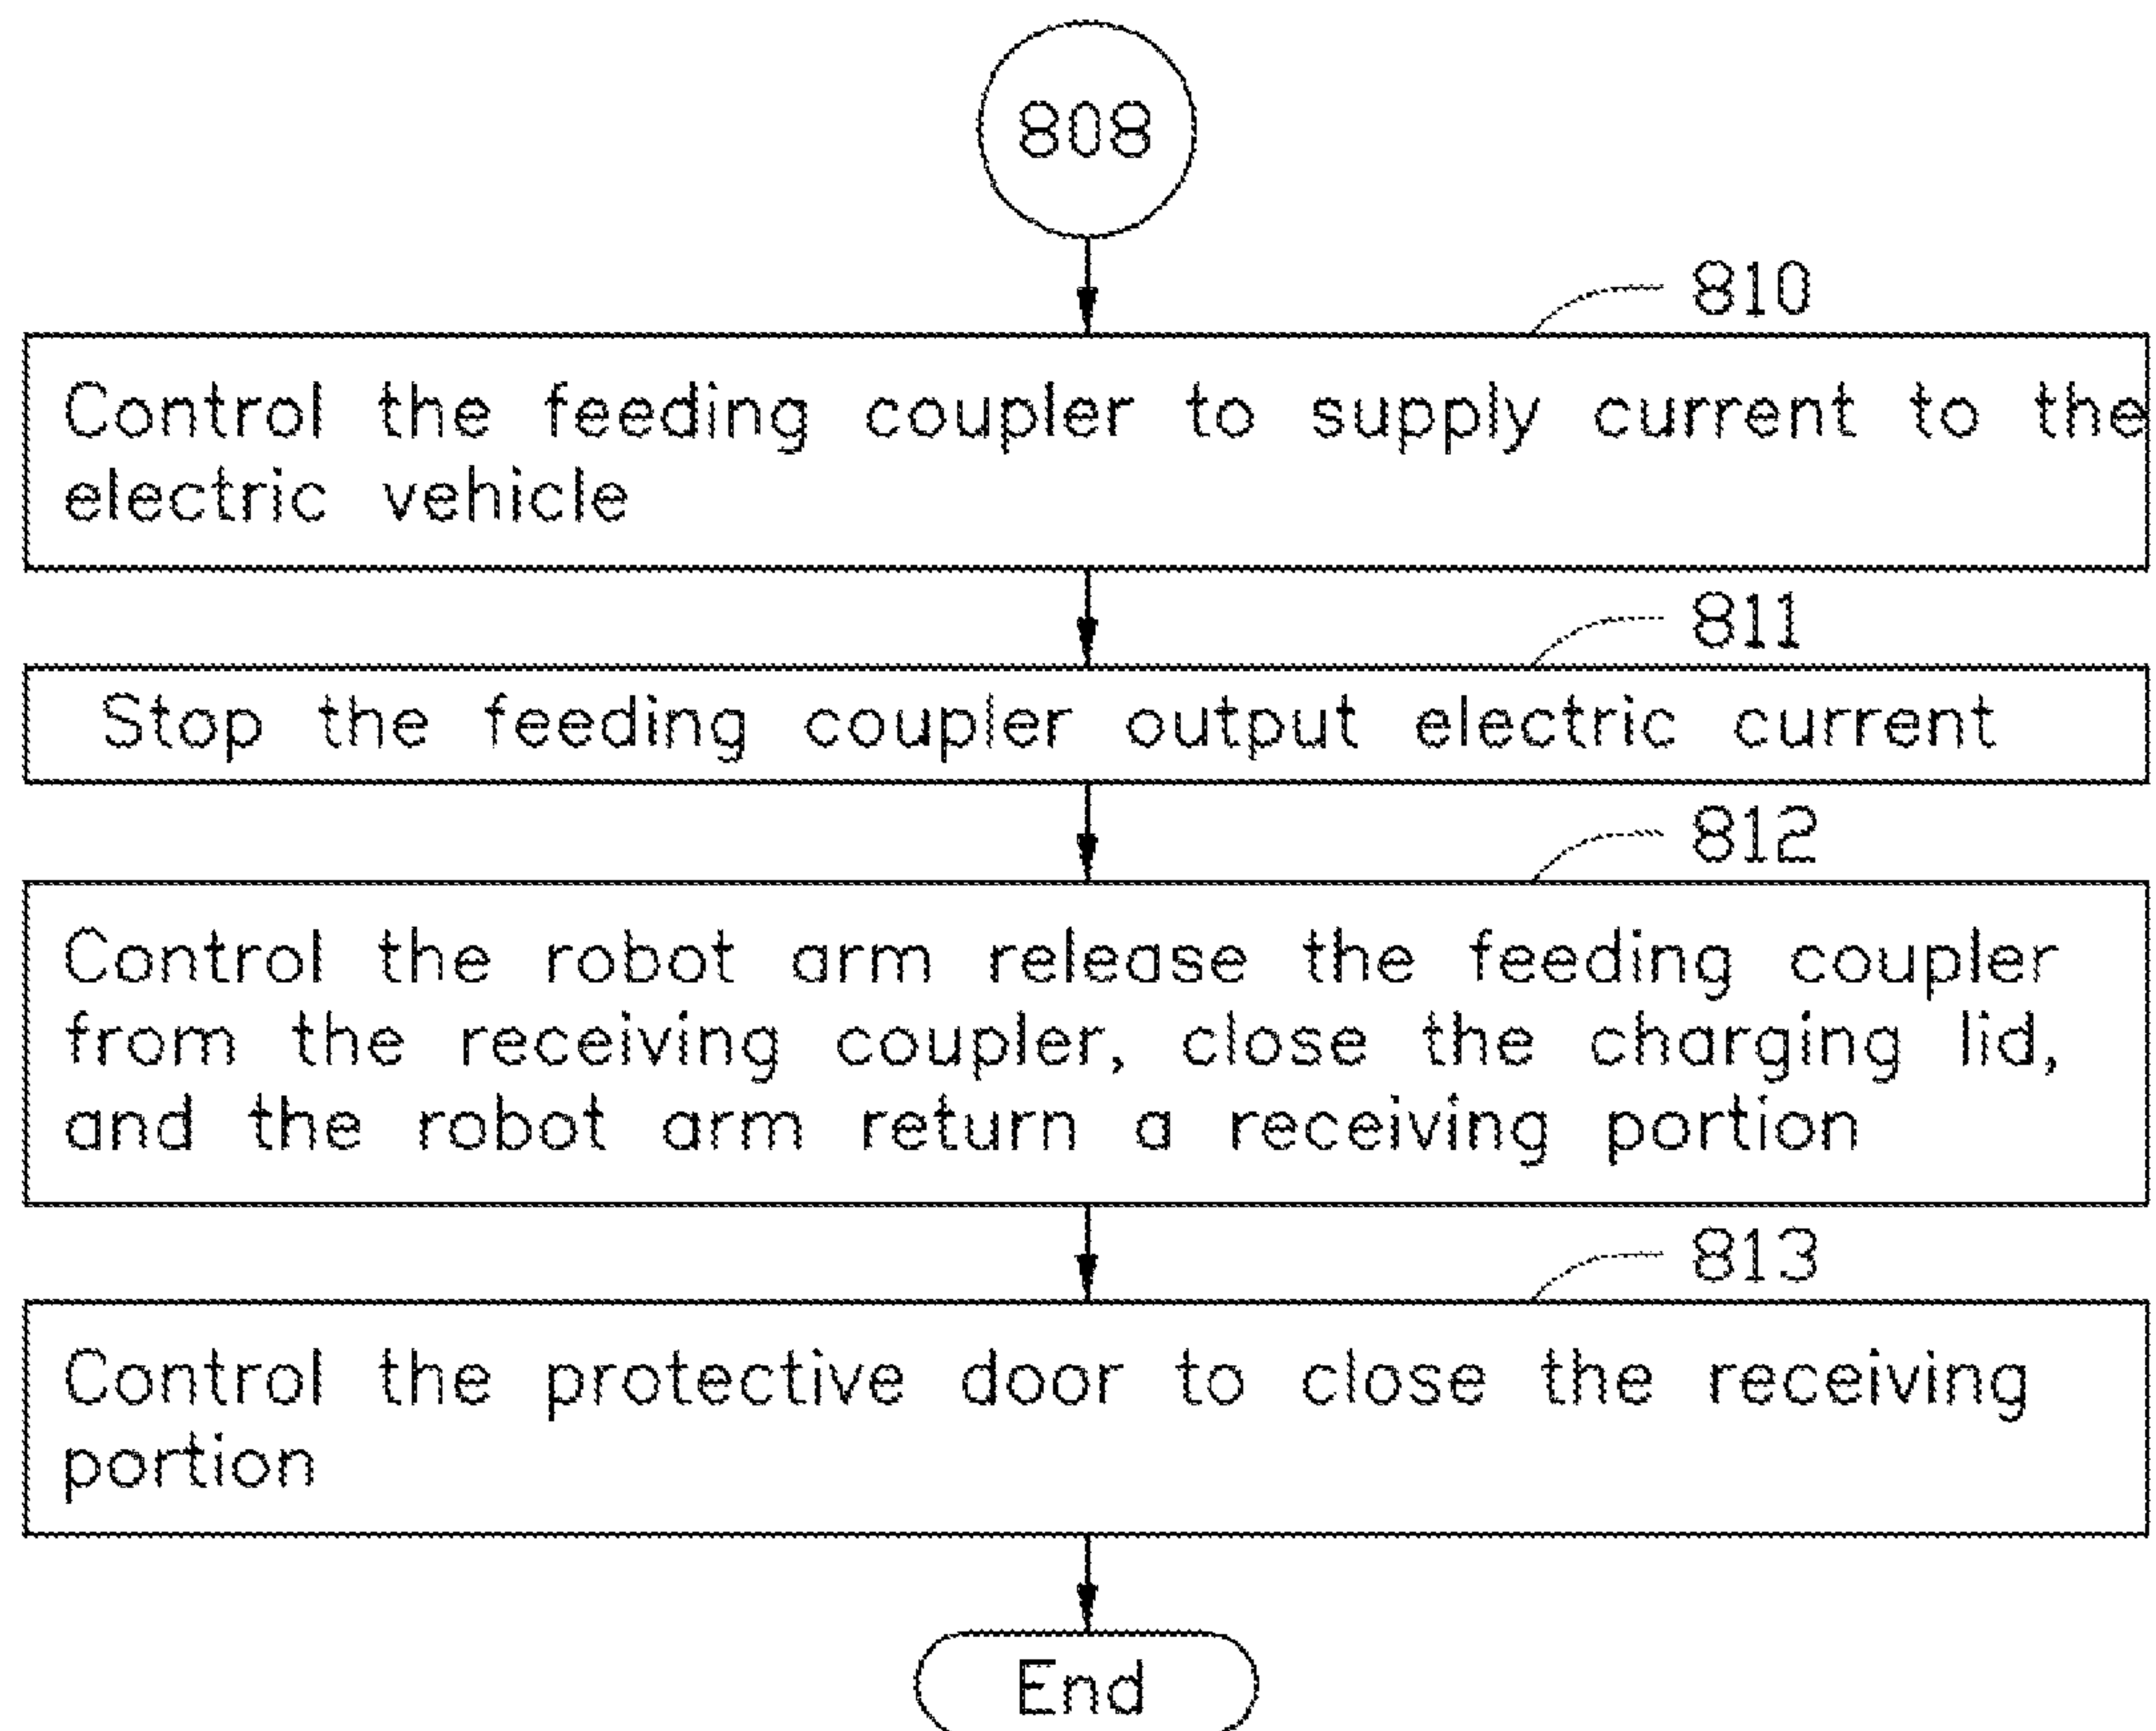 808
810
Control the feeding coupler to supply current to the
electric vehicle
811
Stop the feeding coupler output electric current
812
Control the robot arm release the feeding coupler
from the receiving coupler, close the charging lid,
and the robot arm return a receiving portion
813
Control the protective door to close the receiving
portion
End